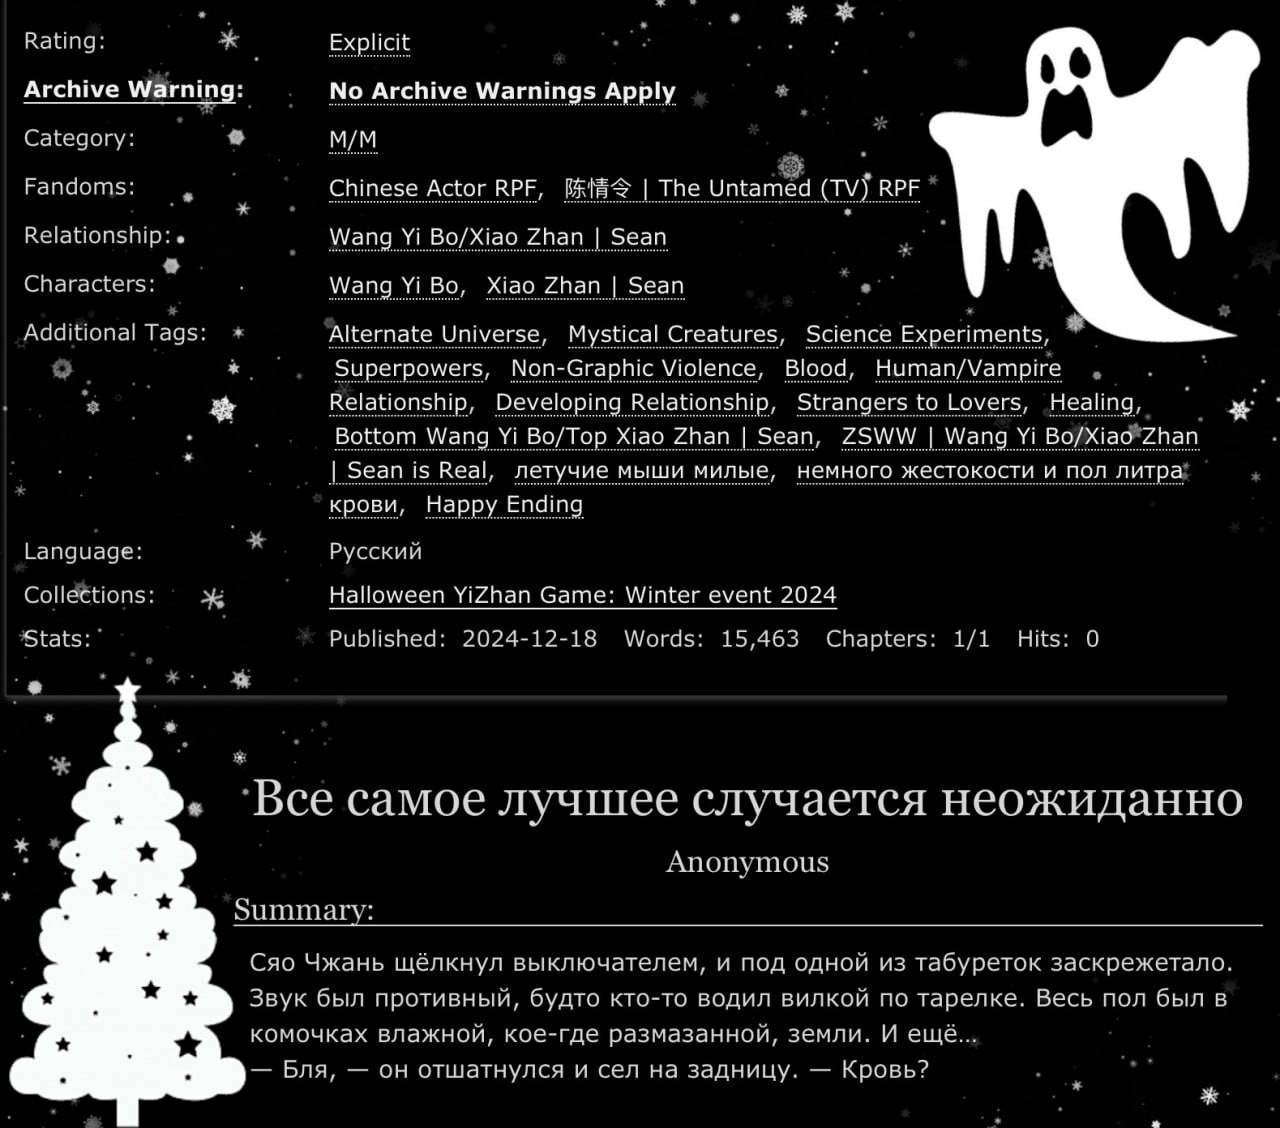 Rating: Explicit
Archive Warning: No Archive Warnings Apply
Category: M/M
Fandoms: Chinese Actor RPF, 陈情令 | The Untamed (TV) RPF
Relationship: Wang Yi Bo/Xiao Zhan | Sean
Characters: Wang Yi Bo, Xiao Zhan | Sean
Additional Tags: Alternate Universe, Mystical Creatures, Science Experiments,
Superpowers, Non-Graphic Violence, Blood, Human/Vampire
Relationship, Developing Relationship, Strangers to Lovers, Healing,
Bottom Wang Yi Bo/Top Xiao Zhan | Sean, ZSWW | Wang Yi Bo/Xiao Zhan
| Sean is Real, летучие мыши милые, немного жестокости и пол литра
крови, Happy Ending
Language: Русский
Collections: Halloween YiZhan Game: Winter event 2024
Stats: Published: 2024-12-18 Words: 15,463 Chapters: 1/1 Hits: 0
Все самое лучшее случается неожиданно
Anonymous
Summary:
Сяо Чжань щёлкнул выключателем, и под одной из табуреток заскрежетало.
Звук был противный, будто кто-то водил вилкой по тарелке. Весь пол был в
комочках влажной, кое-где размазанной, земли. И ещё…
— Бля, — он отшатнулся и сел на задницу. — Кровь?